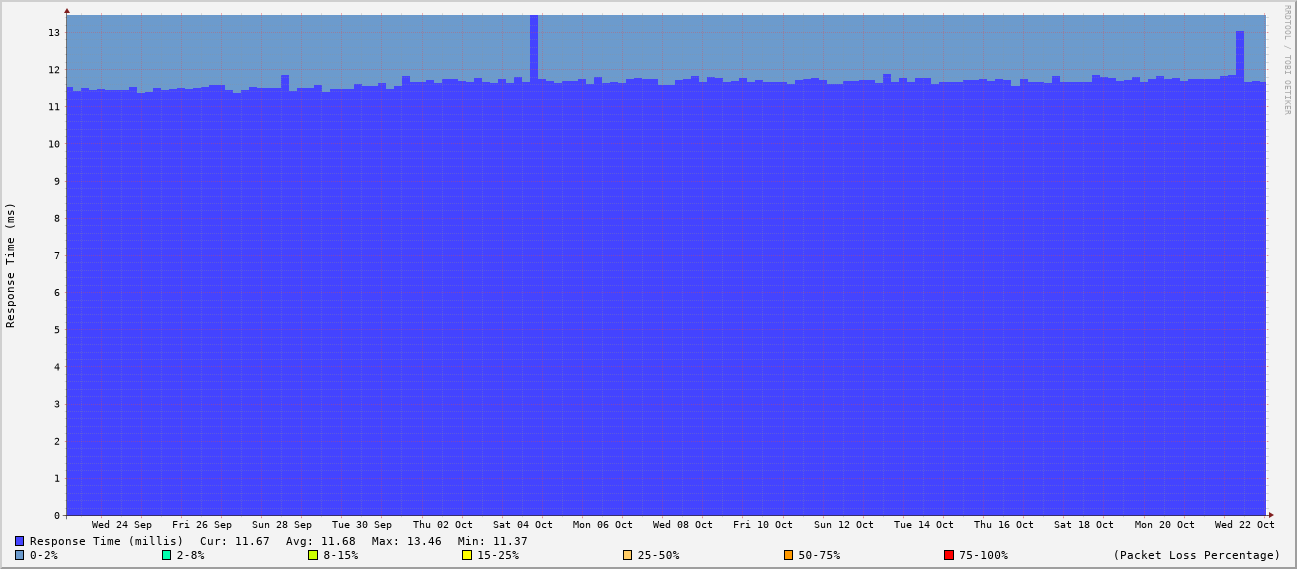 RRDTOOL / TOBI OETIKER
Response Time (ms)
13
12
11
10
9
8
7
6
5
4
3
2
1
0
Wed 24 Sep Fri 26 Sep Sun 28 Sep Tue 30 Sep Thu 02 Oct Sat 04 Oct Mon 06 Oct Wed 08 Oct Fri 10 Oct Sun 12 Oct Tue 14 Oct Thu 16 Oct Sat 18 Oct Mon 20 Oct Wed 22 Oct
Response Time (millis) Cur: 11.67 Avg: 11.68 Max: 13.46 Min: 11.37
0-2% 2-8% 8-15% 15-25% 25-50% 50-75% 75-100% (Packet Loss Percentage)